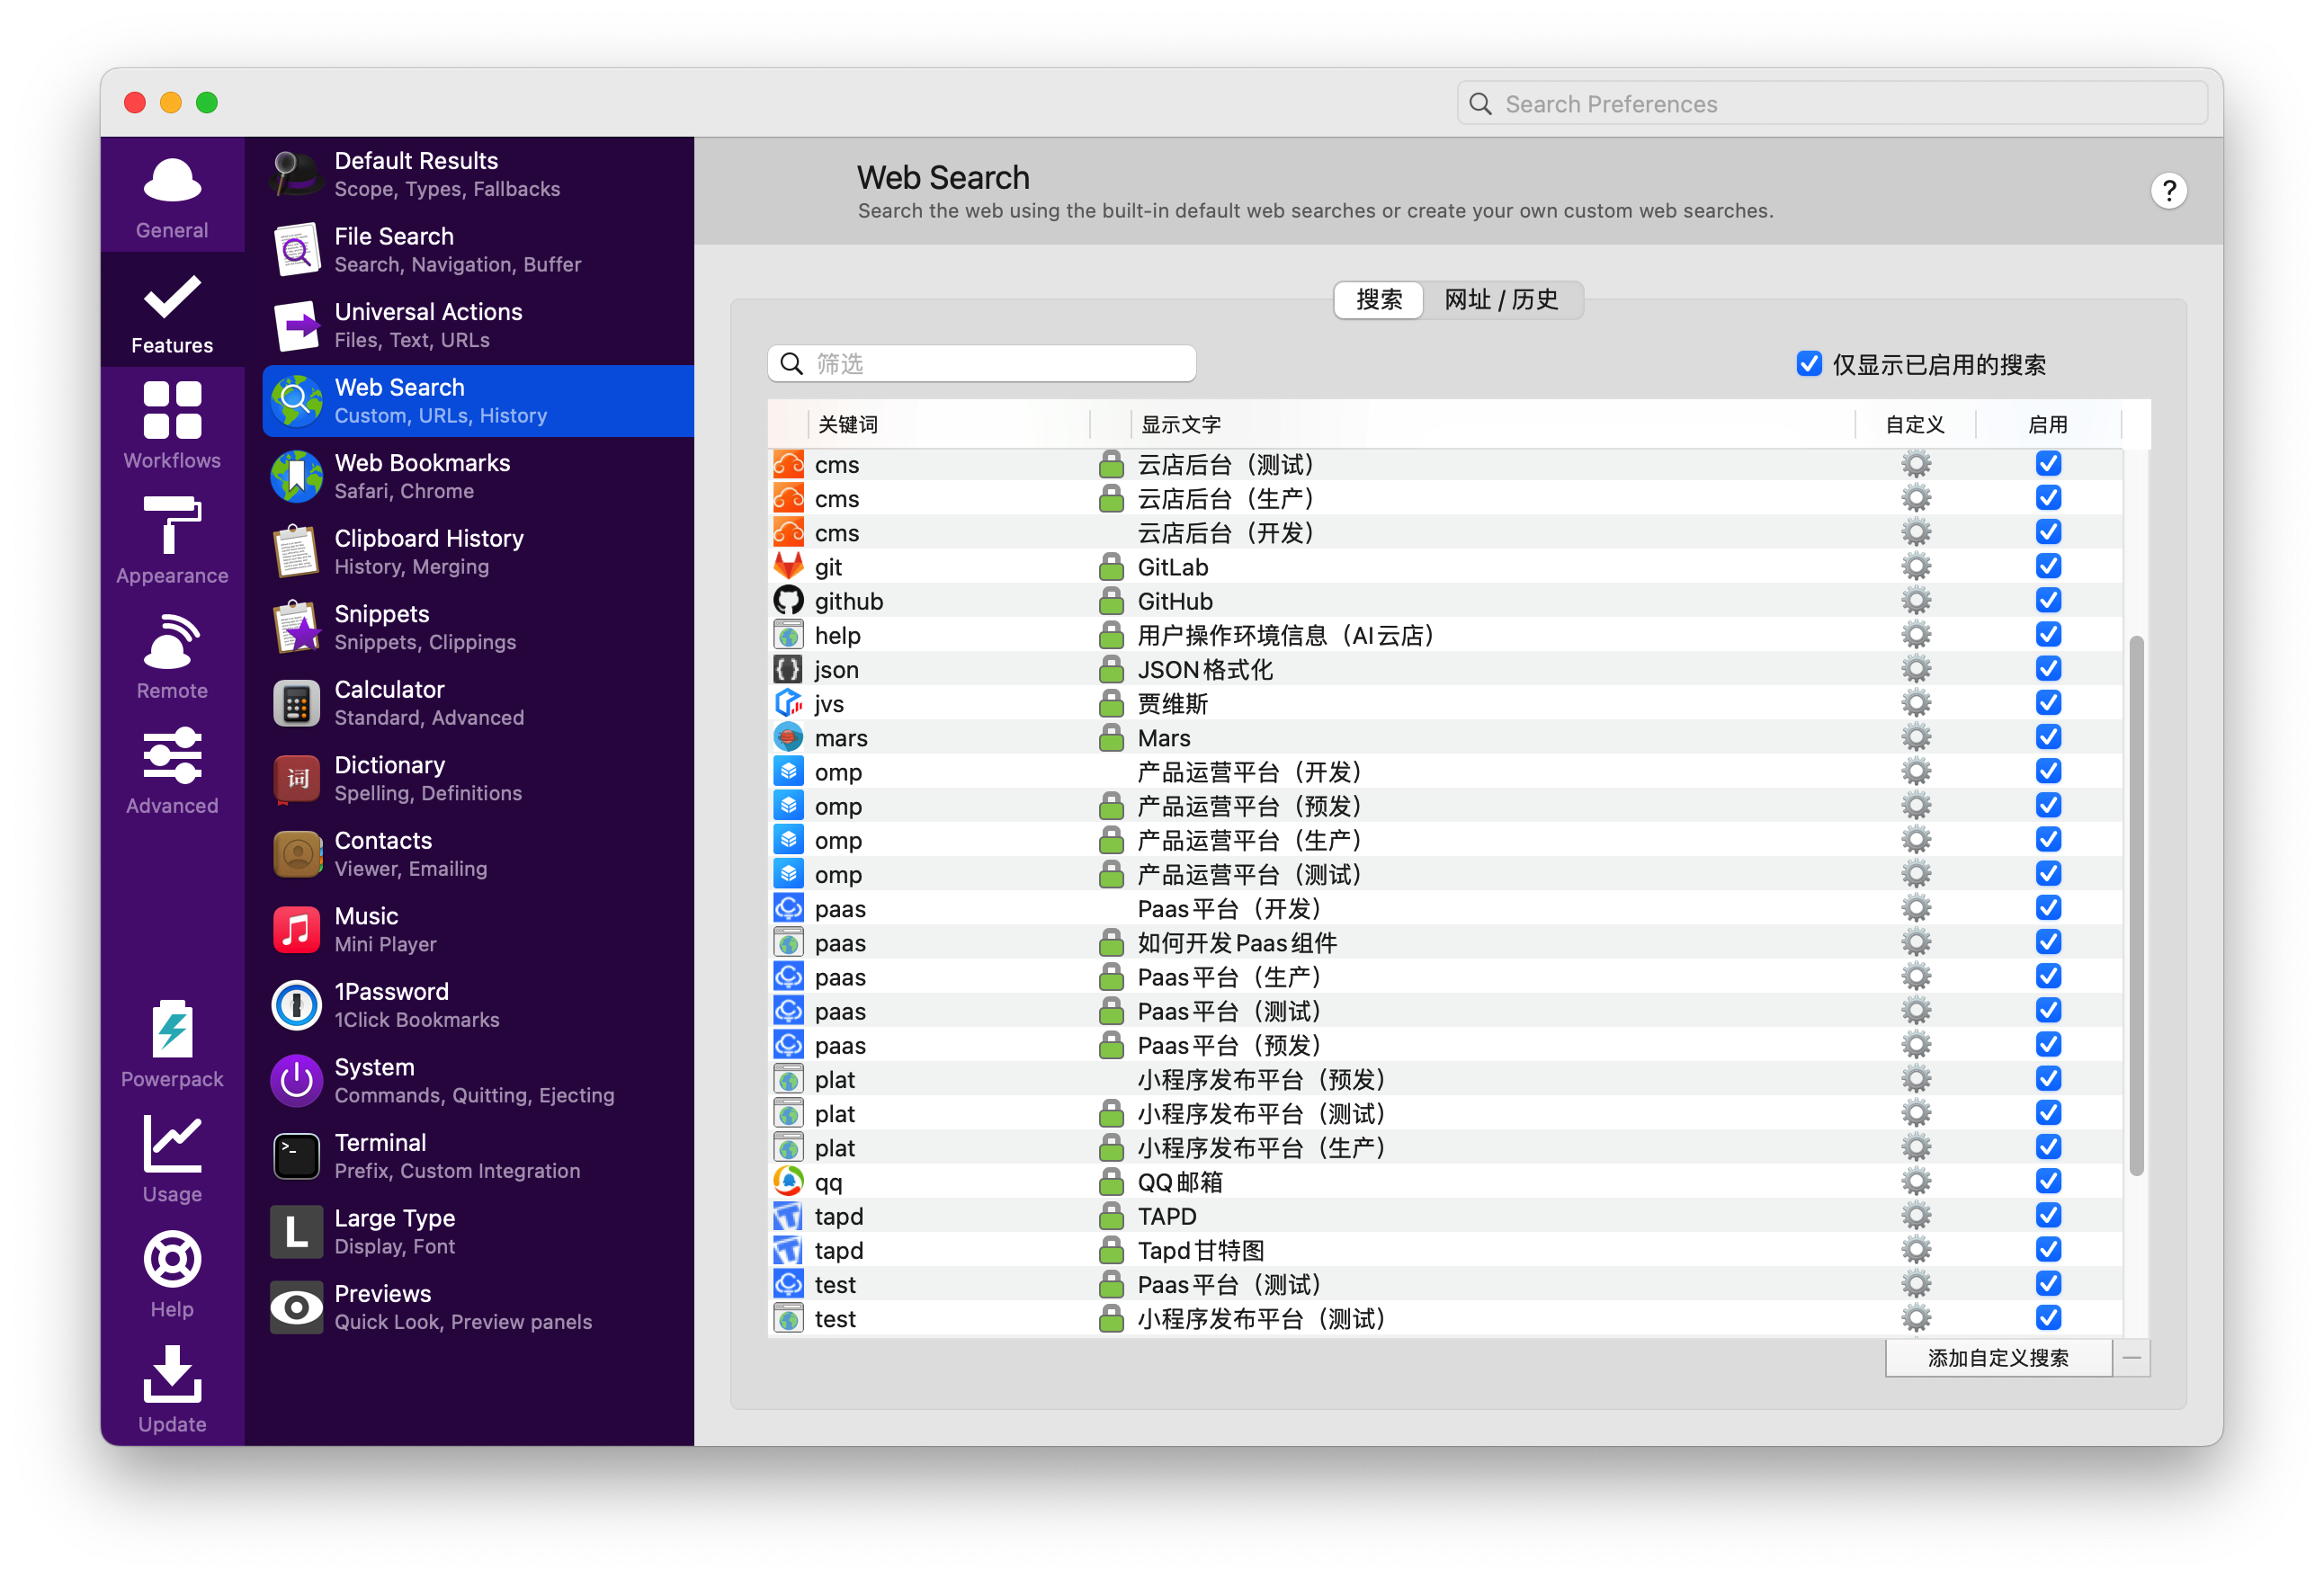 Search Preferences
General
Features
Workflows
Appearance
Remote
Advanced
Powerpack
Usage
Help
Update
Default Results
Scope, Types, Fallbacks
File Search
Search, Navigation, Buffer
Universal Actions
Files, Text, URLs
Web Search
Custom, URLs, History
Web Bookmarks
Safari, Chrome
Clipboard History
History, Merging
Snippets
Snippets, Clippings
Calculator
Standard, Advanced
词
Dictionary
Spelling, Definitions
Contacts
Viewer, Emailing
Music
Mini Player
1Password
1Click Bookmarks
System
Commands, Quitting, Ejecting
>_
Terminal
Prefix, Custom Integration
L
Large Type
Display, Font
Previews
Quick Look, Preview panels
Web Search
Search the web using the built-in default web searches or create your own custom web searches.
?
搜索 网址 / 历史
筛选
仅显示已启用的搜索
关键词 显示文字 自定义 启用
cms 云店后台（测试）
cms 云店后台（生产）
cms 云店后台（开发）
git GitLab
github GitHub
help 用户操作环境信息（AI云店）
{} json JSON格式化
jvs 贾维斯
mars Mars
omp 产品运营平台（开发）
omp 产品运营平台（预发）
omp 产品运营平台（生产）
omp 产品运营平台（测试）
paas Paas平台（开发）
paas 如何开发Paas组件
paas Paas平台（生产）
paas Paas平台（测试）
paas Paas平台（预发）
plat 小程序发布平台（预发）
plat 小程序发布平台（测试）
plat 小程序发布平台（生产）
qq QQ邮箱
tapd TAPD
tapd Tapd甘特图
test Paas平台（测试）
test 小程序发布平台（测试）
添加自定义搜索 —